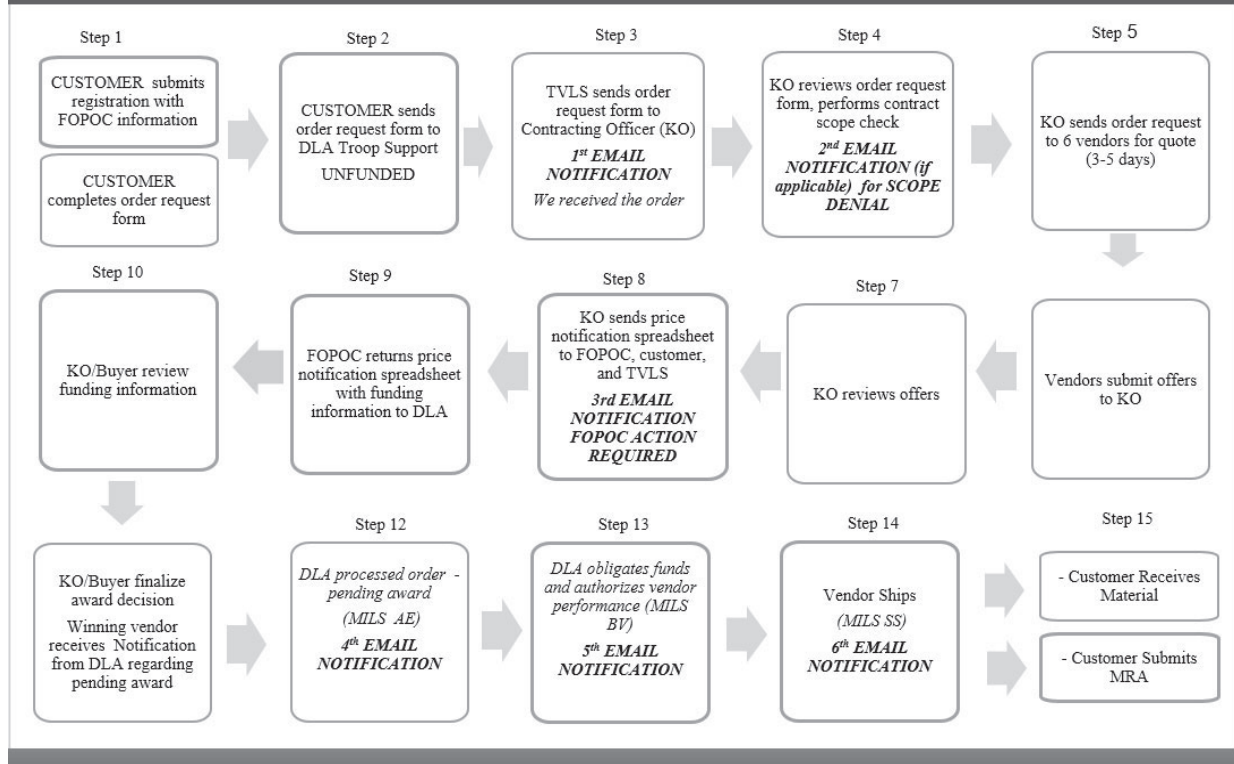 Step 1
CUSTOMER submits
registration with
FOPOC information
CUSTOMER
completes order request
form
Step 2
CUSTOMER sends
order request form to
DLA Troop Support
UNFUNDED
Step 3
TVLS sends order
request form to
Contracting Officer (KO)
1st EMAIL
NOTIFICATION
We received the order
Step 4
KO reviews order request
form, performs contract
scope check
2nd EMAIL
NOTIFICATION (if
applicable) for SCOPE
DENIAL
Step 5
KO sends order request
to 6 vendors for quote
(3-5 days)
Vendors submit offers
to KO
Step 7
KO reviews offers
Step 8
KO sends price
notification spreadsheet
to FOPOC, customer,
and TVLS
3rd EMAIL
NOTIFICATION
FOPOC ACTION
REQUIRED
Step 9
FOPOC returns price
notification spreadsheet
with funding
information to DLA
Step 10
KO/Buyer review
funding information
KO/Buyer finalize
award decision
Winning vendor
receives Notification
from DLA regarding
pending award
Step 12
DLA processed order -
pending award
(MILS AE)
4th EMAIL
NOTIFICATION
Step 13
DLA obligates funds
and authorizes vendor
performance (MILS
BV)
5th EMAIL
NOTIFICATION
Step 14
Vendor Ships
(MILS SS)
6th EMAIL
NOTIFICATION
Step 15
- Customer Receives
Material
- Customer Submits
MRA